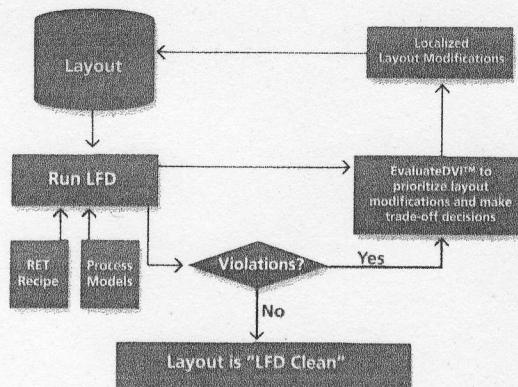 Layout
Localized
Layout Modifications
Run LFD
EvaluateDVI™ to
prioritize layout
modifications and make
trade-off decisions
RET
Recipe
Process
Models
Violations?
Yes
No
Layout is "LFD Clean"